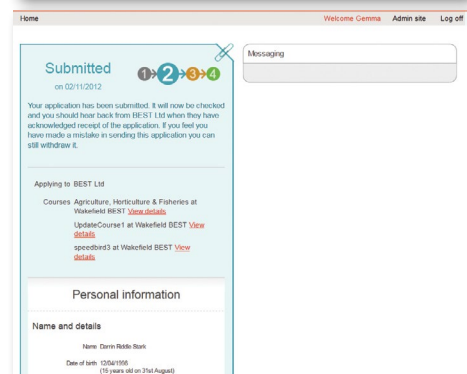 Home
Welcome Gemma Admin site Log off
Submitted
on 02/11/2012
1 2 3 4
Your application has been submitted. It will now be checked
and you should hear back from BEST Ltd when they have
acknowledged receipt of the application. If you feel you
have made a mistake in sending this application you can
still withdraw it.
Applying to BEST Ltd
Courses Agriculture, Horticulture & Fisheries at
Wakefield BEST View details
UpdateCourse1 at Wakefield BEST View
details
speedbird3 at Wakefield BEST View
details
Personal information
Name and details
Name Darrin Riddle Stark
Date of birth 12/04/1996
(16 years old on 31st August)
Messaging